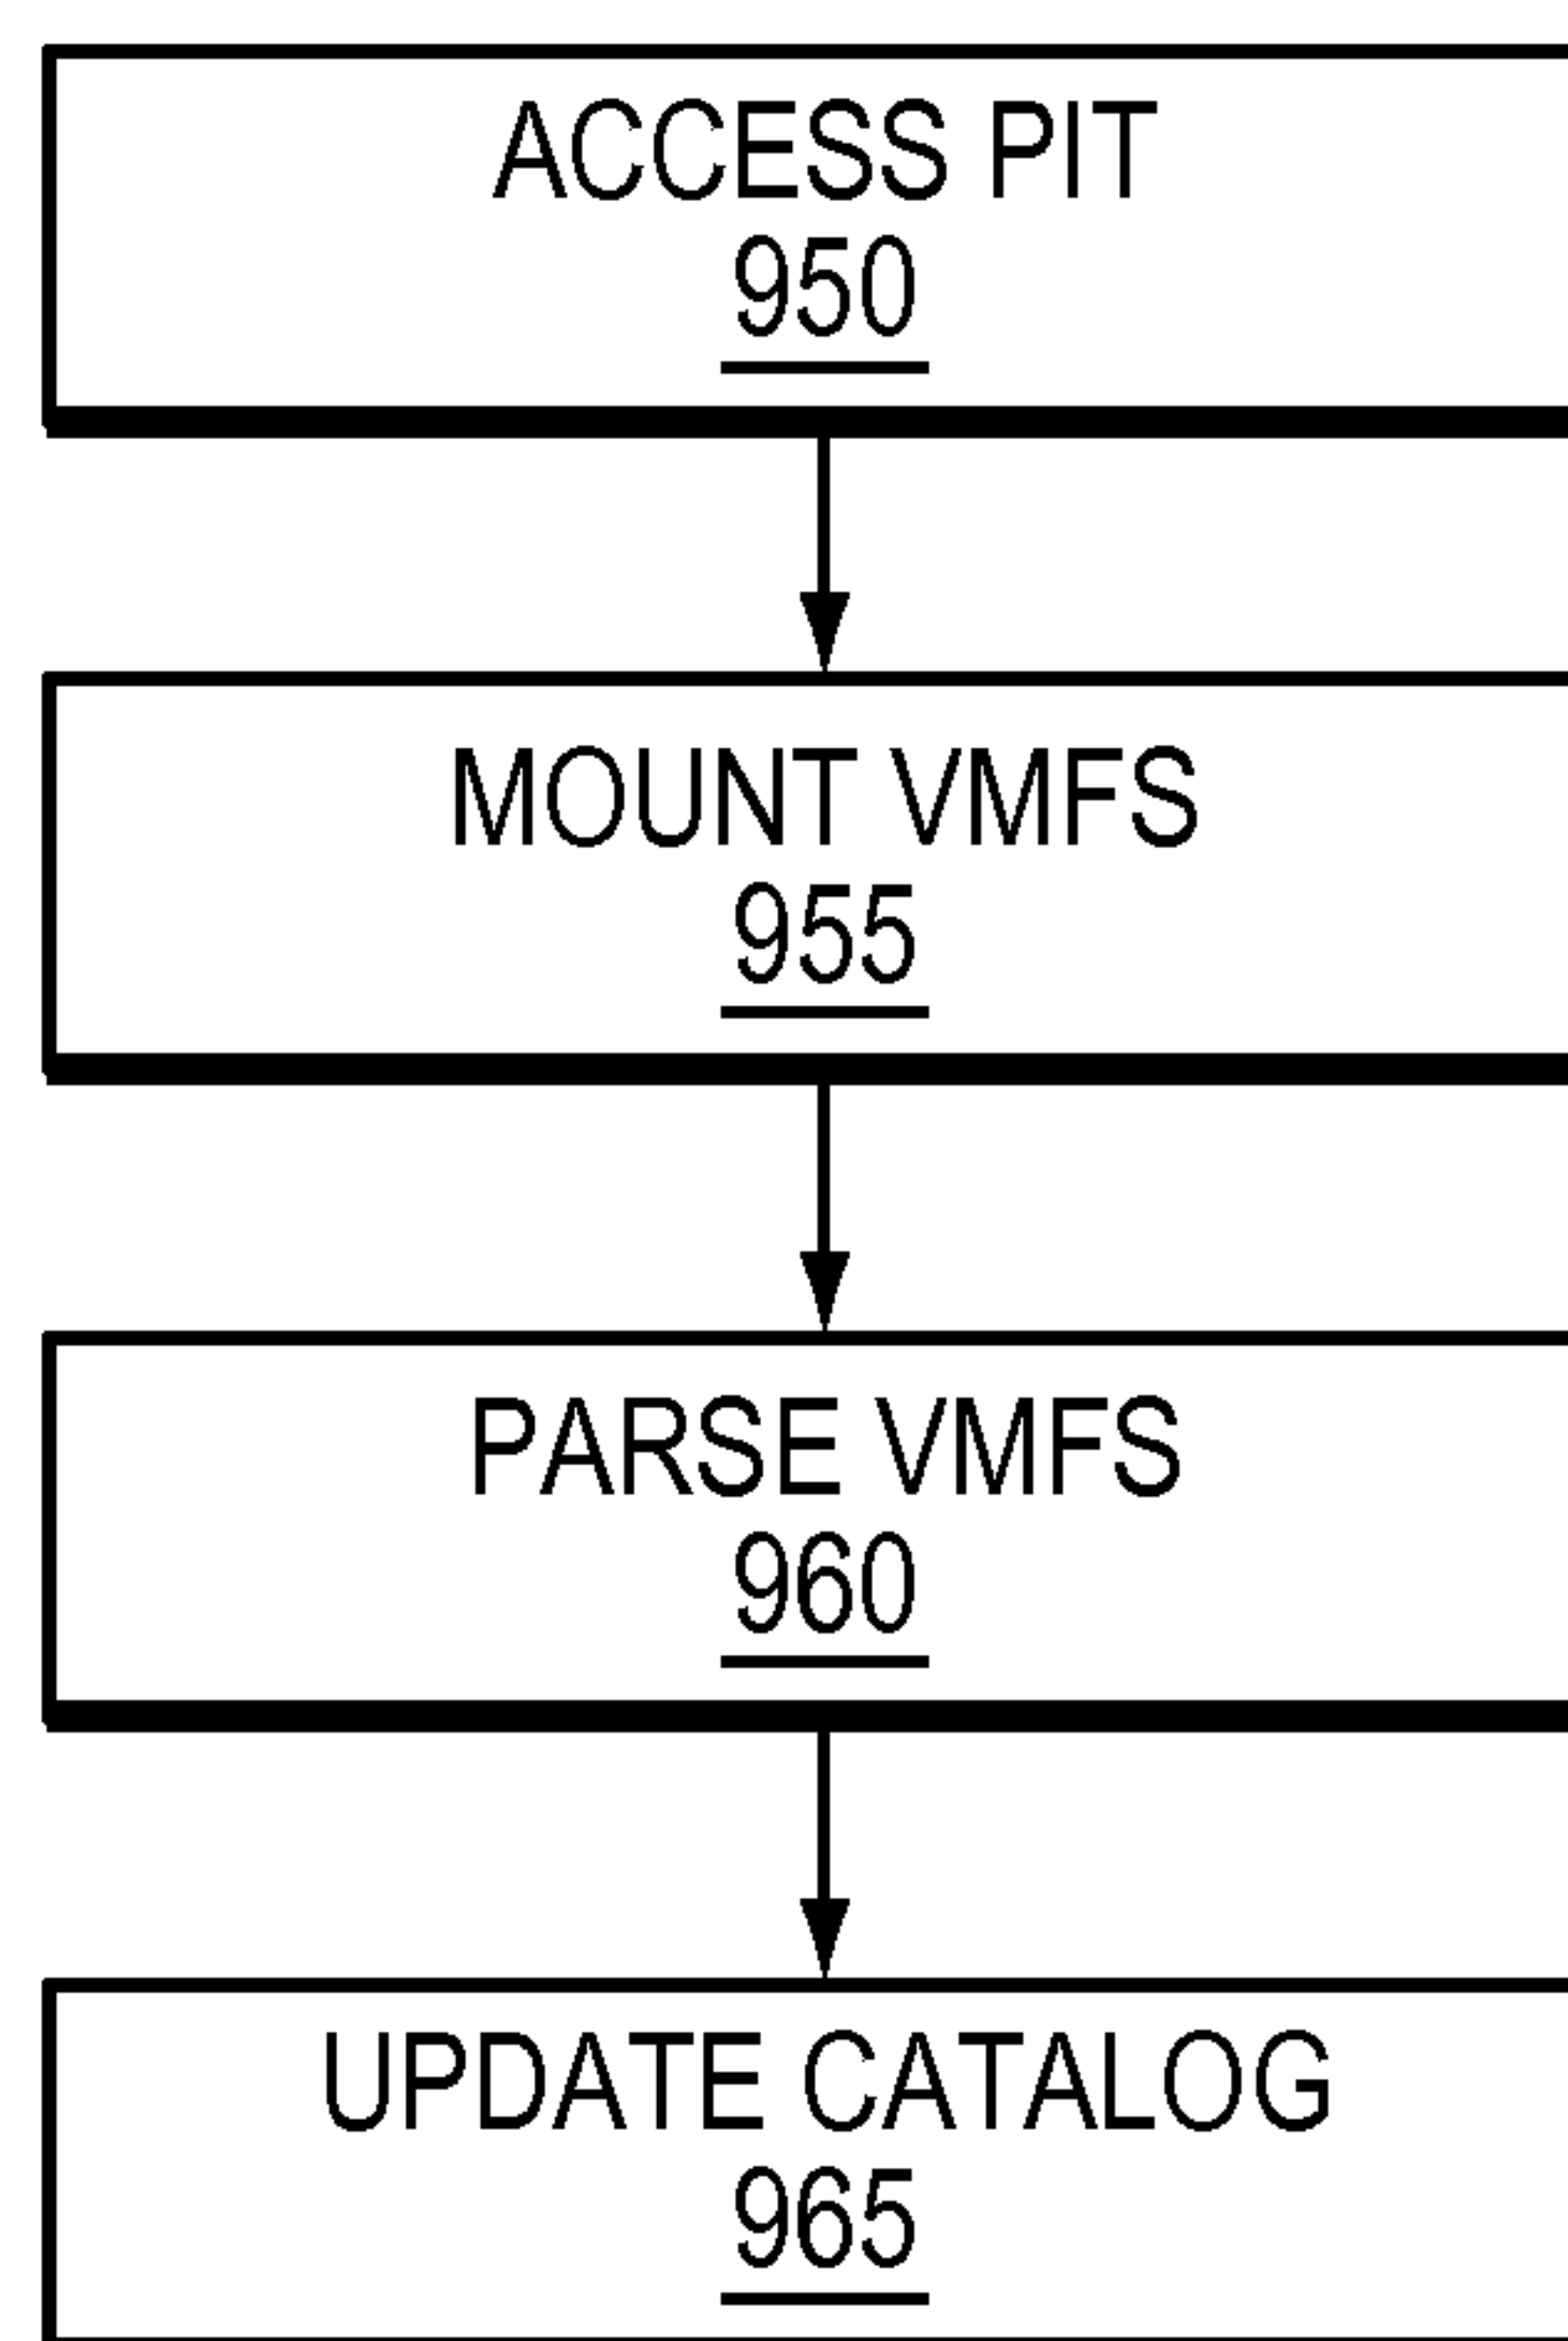 ACCESS PIT
950
MOUNT VMFS
955
PARSE VMFS
960
UPDATE CATALOG
965